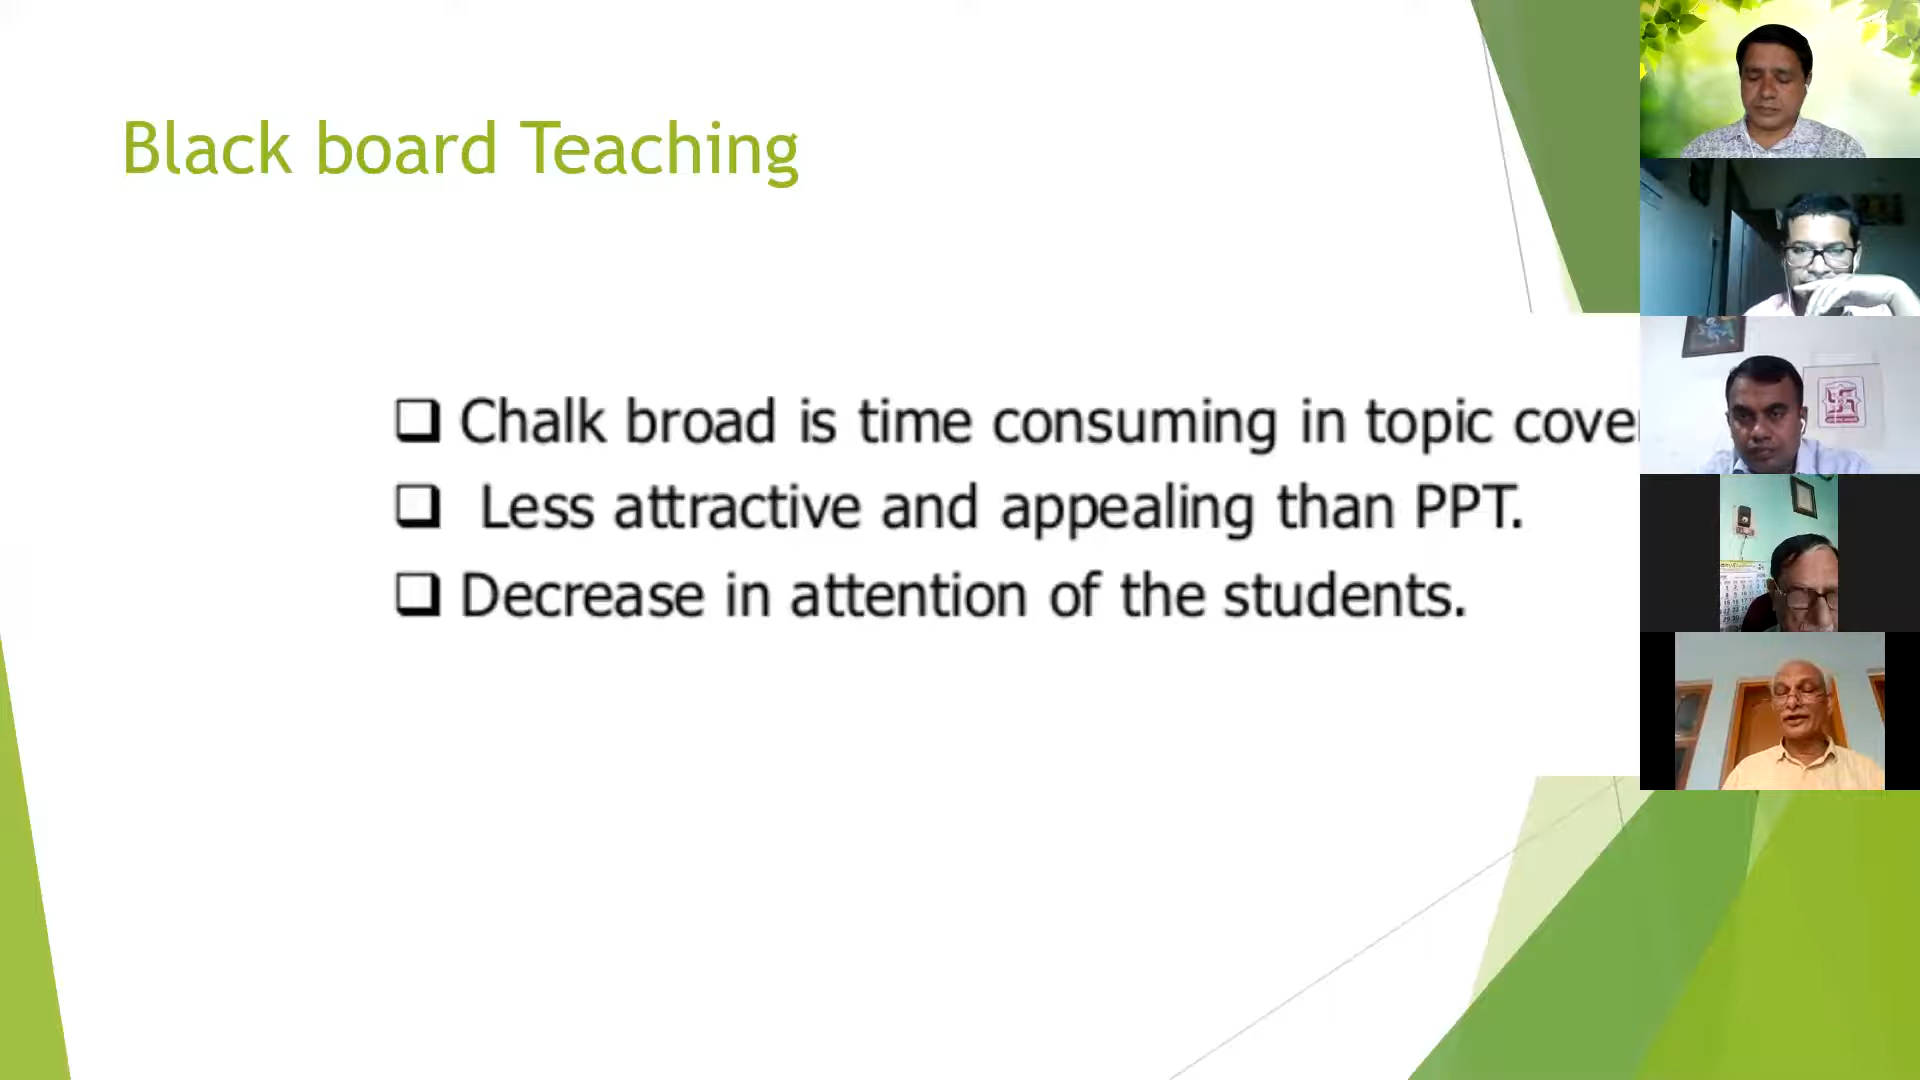 Black board Teaching
❑ Chalk broad is time consuming in topic cove
❑ Less attractive and appealing than PPT.
❑ Decrease in attention of the students.